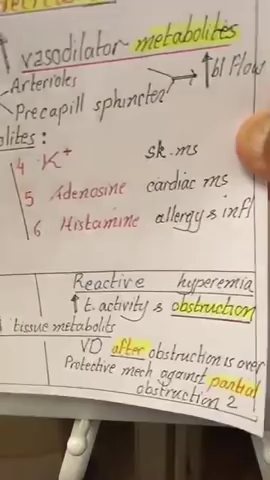 ↑ vasodilator metabolites
Arterioles
Precapill sphincter → ↑ bl Flow
olites :
4 K+ sk. ms
5 Adenosine cardiac ms
6 Histamine allergy & infl
Reactive hyperemia
↑ t. activity & obstruction
tissue metabolits
VD after obstruction is over
Protective mech against partial
obstruction 2